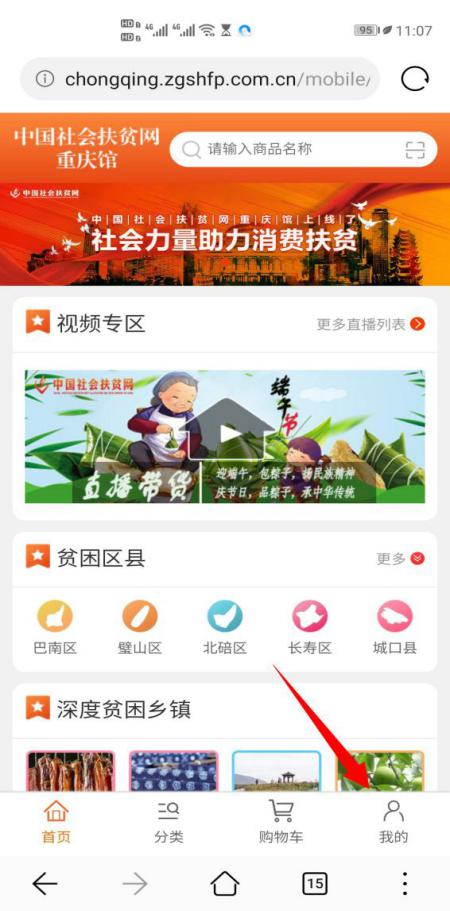 HD 1 4G 4G 95 11:07
HD 2
chongqing.zgshfp.com.cn/mobile/
中国社会扶贫网
重庆馆
请输入商品名称
中国社会扶贫网
中|国|社|会|扶|贫|网|重|庆|馆|上|线|了
社会力量助力消费扶贫
视频专区
更多直播列表
中国社会扶贫网
端午节
直播带货
迎端午，包粽子，扬民族精神
庆节日，品粽子，承中华传统
贫困区县
更多
巴南区 璧山区 北碚区 长寿区 城口县
深度贫困乡镇
首页 分类 购物车 我的
15